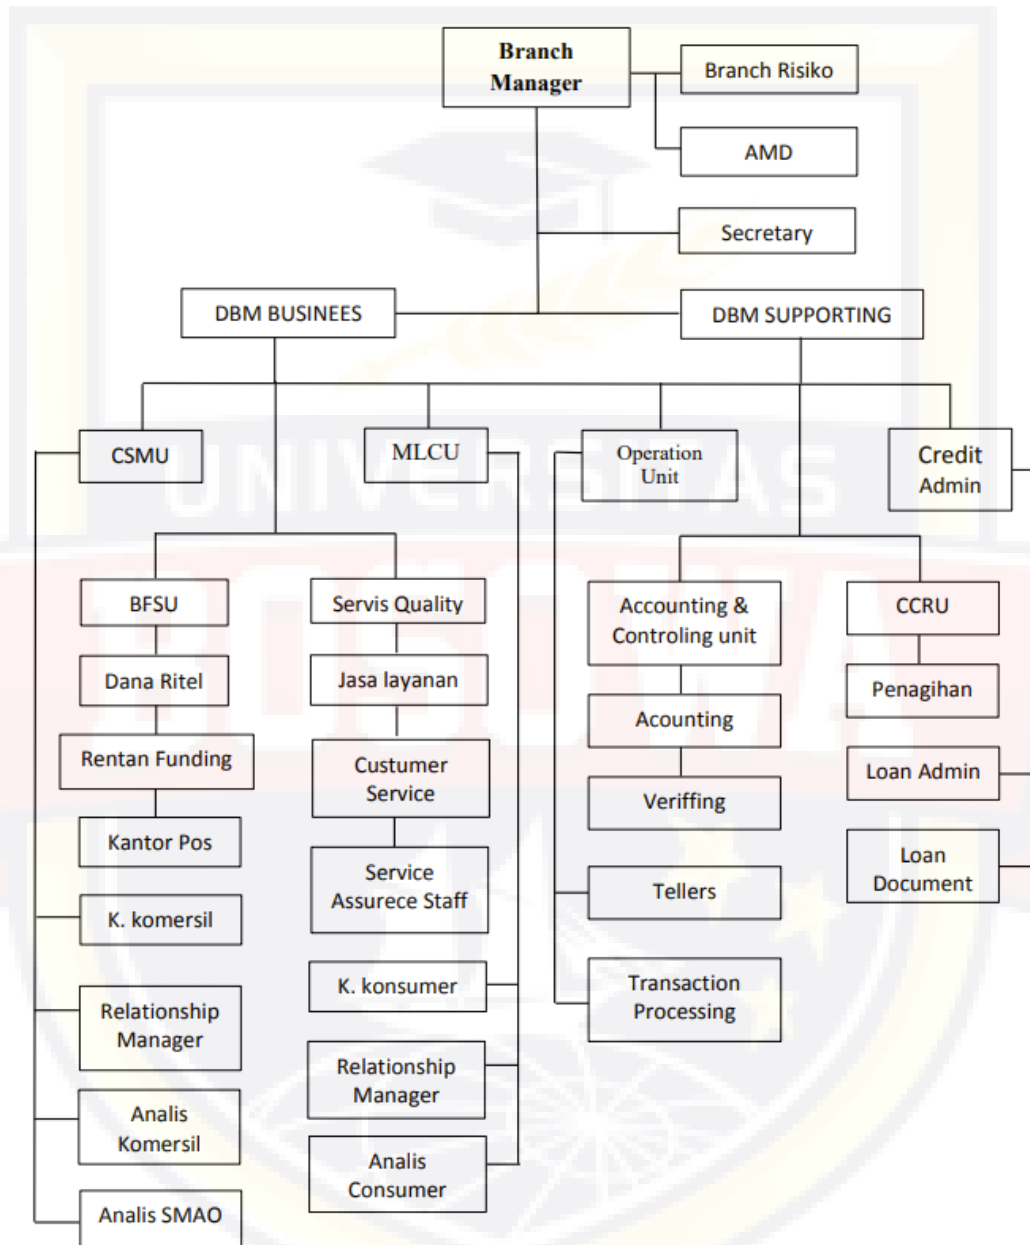 Branch
Manager
Branch Risiko
AMD
Secretary
DBM BUSINEES
DBM SUPPORTING
CSMU
MLCU
Operation
Unit
Credit
Admin
UNIVERSITAS
BOSOWA
BFSU
Servis Quality
Accounting &
Controling unit
CCRU
Dana Ritel
Jasa layanan
Acounting
Penagihan
Rentan Funding
Custumer
Service
Veriffing
Loan Admin
Kantor Pos
Service
Assurece Staff
Tellers
Loan
Document
K. komersil
K. konsumer
Transaction
Processing
Relationship
Manager
Relationship
Manager
Analis
Komersil
Analis
Consumer
Analis SMAO